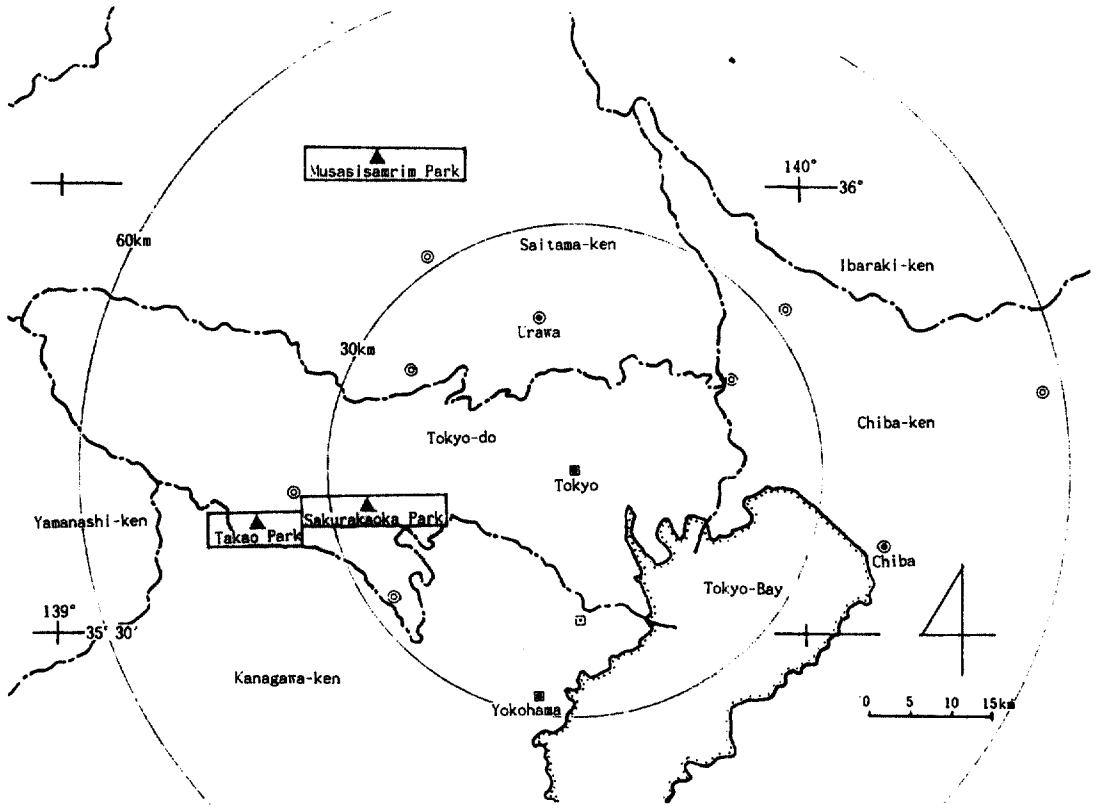 Musasisamrim Park
140°
36°
60km
Saitama-ken
Ibaraki-ken
Urawa
30km
Chiba-ken
Tokyo-do
Tokyo
Sakurakaoka Park
Yamanashi-ken
Takao Park
Chiba
Tokyo-Bay
139°
35° 30'
Kanagawa-ken
Yokohama
0 5 10 15km